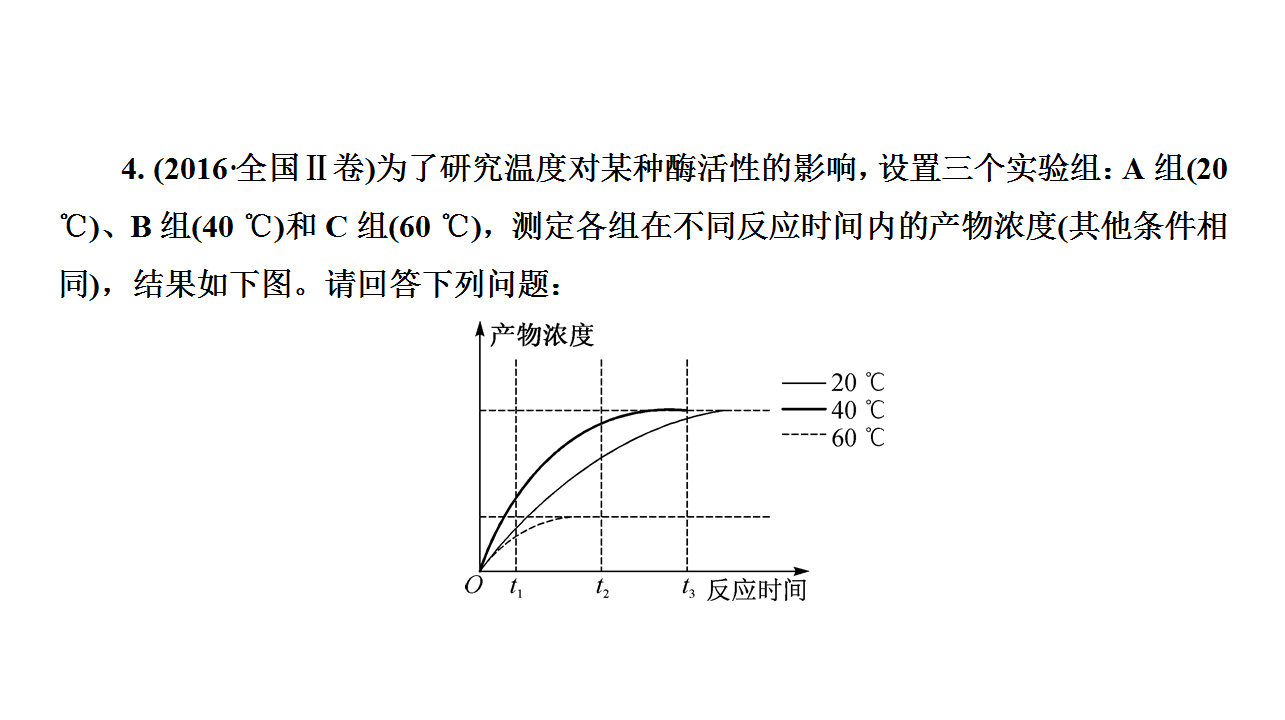 4. (2016·全国Ⅱ卷)为了研究温度对某种酶活性的影响，设置三个实验组：A 组(20
℃)、B 组(40 ℃)和 C 组(60 ℃)，测定各组在不同反应时间内的产物浓度(其他条件相
同)，结果如下图。请回答下列问题：
产物浓度
20 ℃
40 ℃
60 ℃
O t₁ t₂ t₃ 反应时间